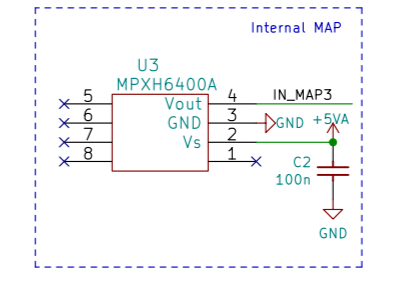 Internal MAP
U3
MPXH6400A
5 Vout 4 IN_MAP3
6 GND 3 GND +5VA
7 Vs 2
8 1
C2
100n
GND